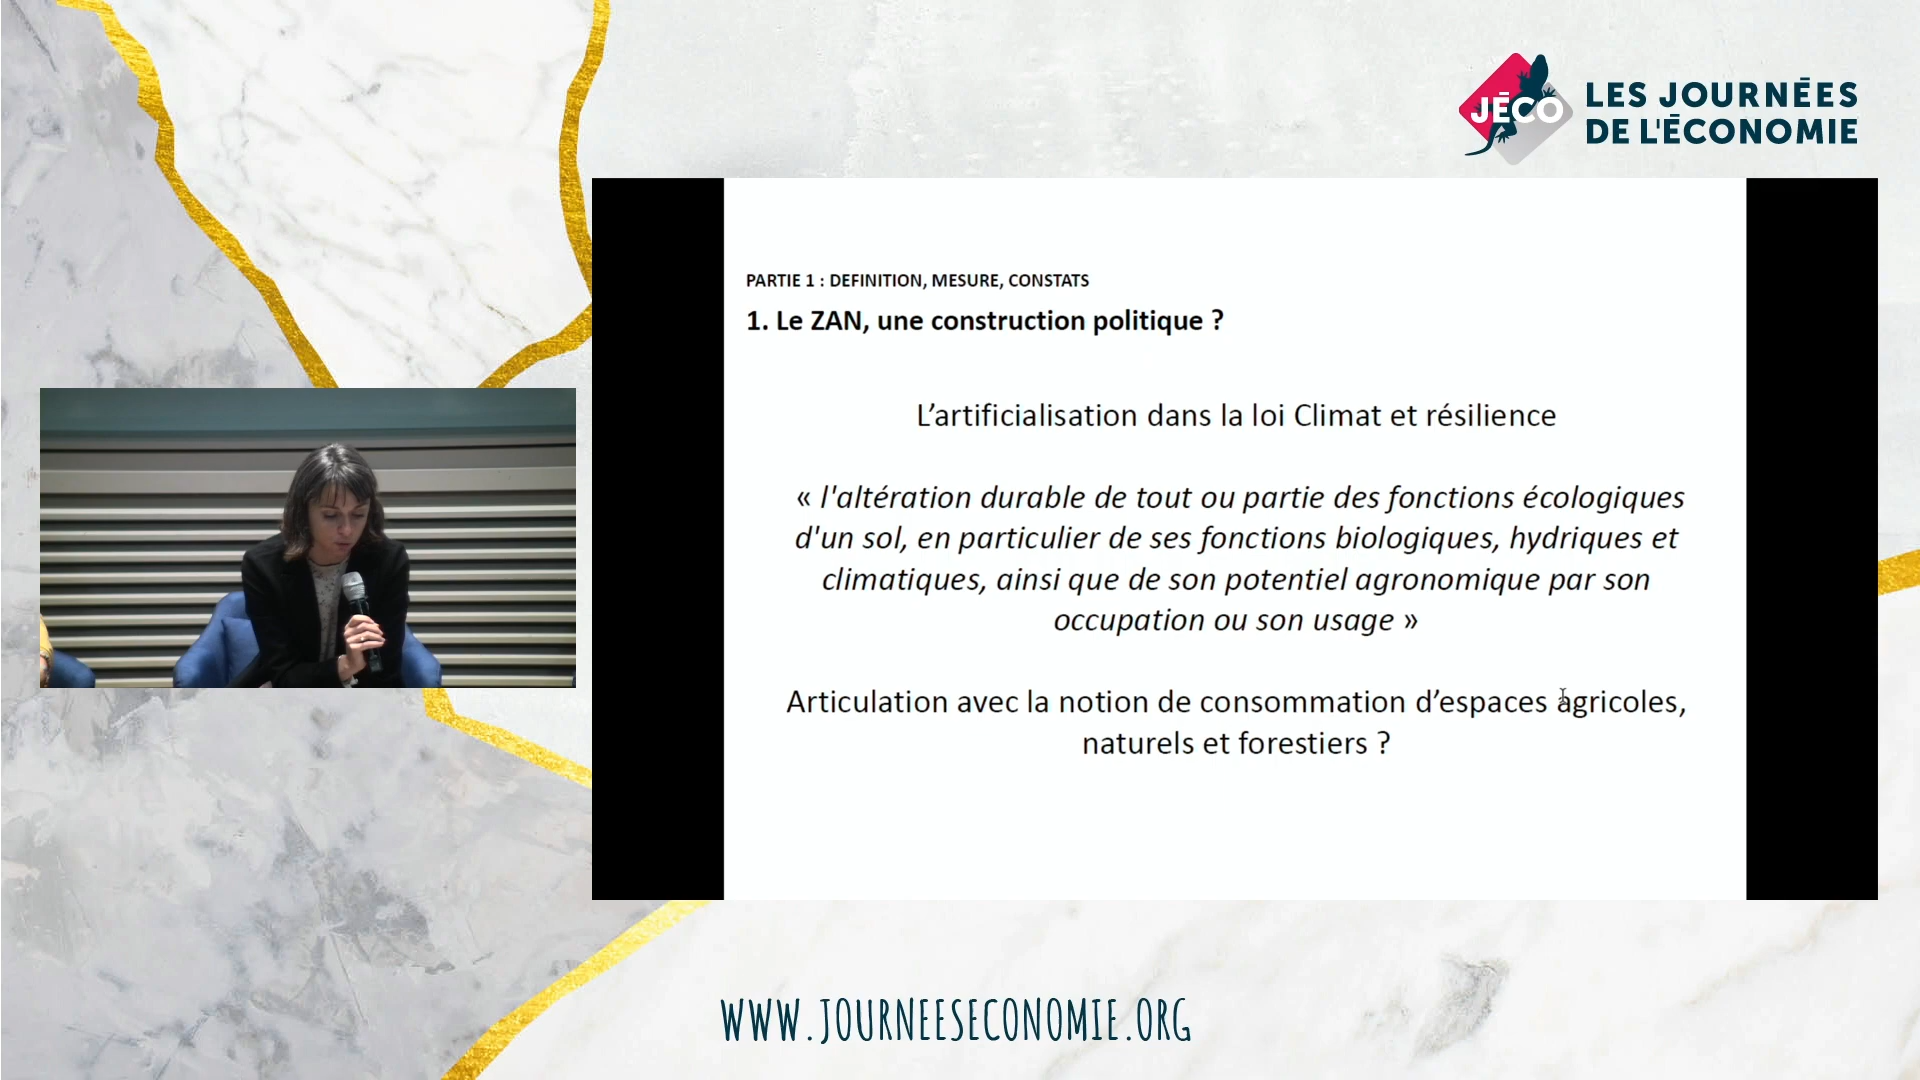 JÉCO
LES JOURNÉES
DE L'ÉCONOMIE
PARTIE 1 : DEFINITION, MESURE, CONSTATS
1. Le ZAN, une construction politique ?
L’artificialisation dans la loi Climat et résilience
« l'altération durable de tout ou partie des fonctions écologiques
d'un sol, en particulier de ses fonctions biologiques, hydriques et
climatiques, ainsi que de son potentiel agronomique par son
occupation ou son usage »
Articulation avec la notion de consommation d’espaces agricoles,
naturels et forestiers ?
WWW.JOURNEESECONOMIE.ORG